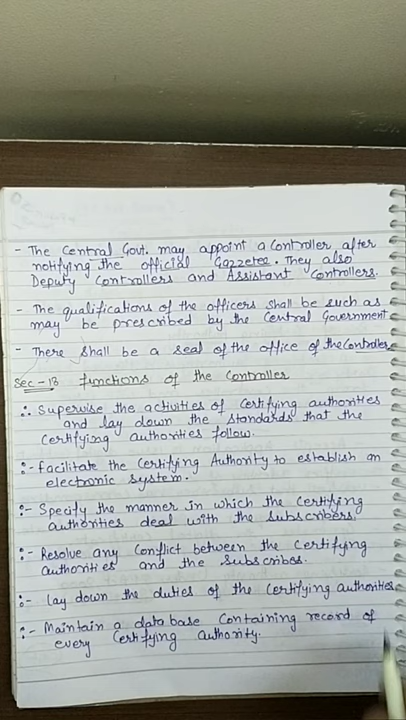 - The Central Govt. may appoint a Controller after
notifying the official Gazzetee. They also
Deputy Controllers and Assistant Controllers.
- The qualifications of the officers shall be such as
may be prescribed by the Central Government
- There shall be a seal of the office of the Controller
Sec - 18 functions of the Controller
∴ Supervise the activities of Certifying authorities
and lay down the standards that the
Certifying authorities follow.
:- facilitate the Certifying Authority to establish an
electronic system.
:- Specify the manner in which the Certifying
authorities deal with the subscribers.
:- Resolve any Conflict between the Certifying
authorities and the subscriber.
:- lay down the duties of the Certifying authorities
:- Maintain a data base Containing record of
every Certifying authority.